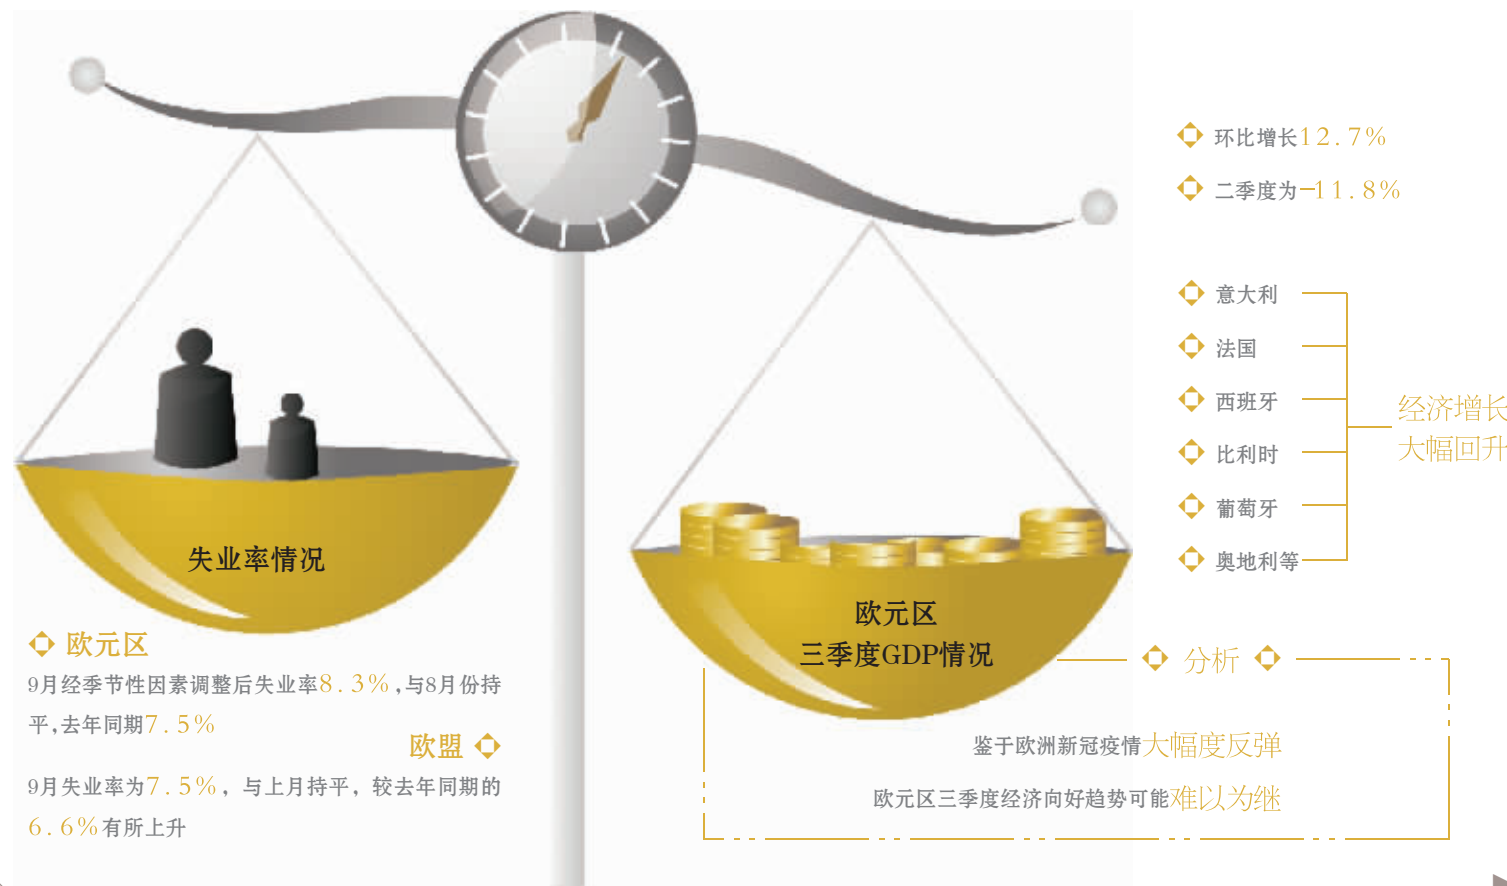 失业率情况
欧元区
9月经季节性因素调整后失业率8.3%,与8月份持
平,去年同期7.5%
欧盟
9月失业率为7.5%，与上月持平，较去年同期的
6.6%有所上升
欧元区
三季度GDP情况
环比增长12.7%
二季度为-11.8%
意大利
法国
西班牙
比利时
葡萄牙
奥地利等
经济增长
大幅回升
分析
鉴于欧洲新冠疫情大幅度反弹
欧元区三季度经济向好趋势可能难以为继